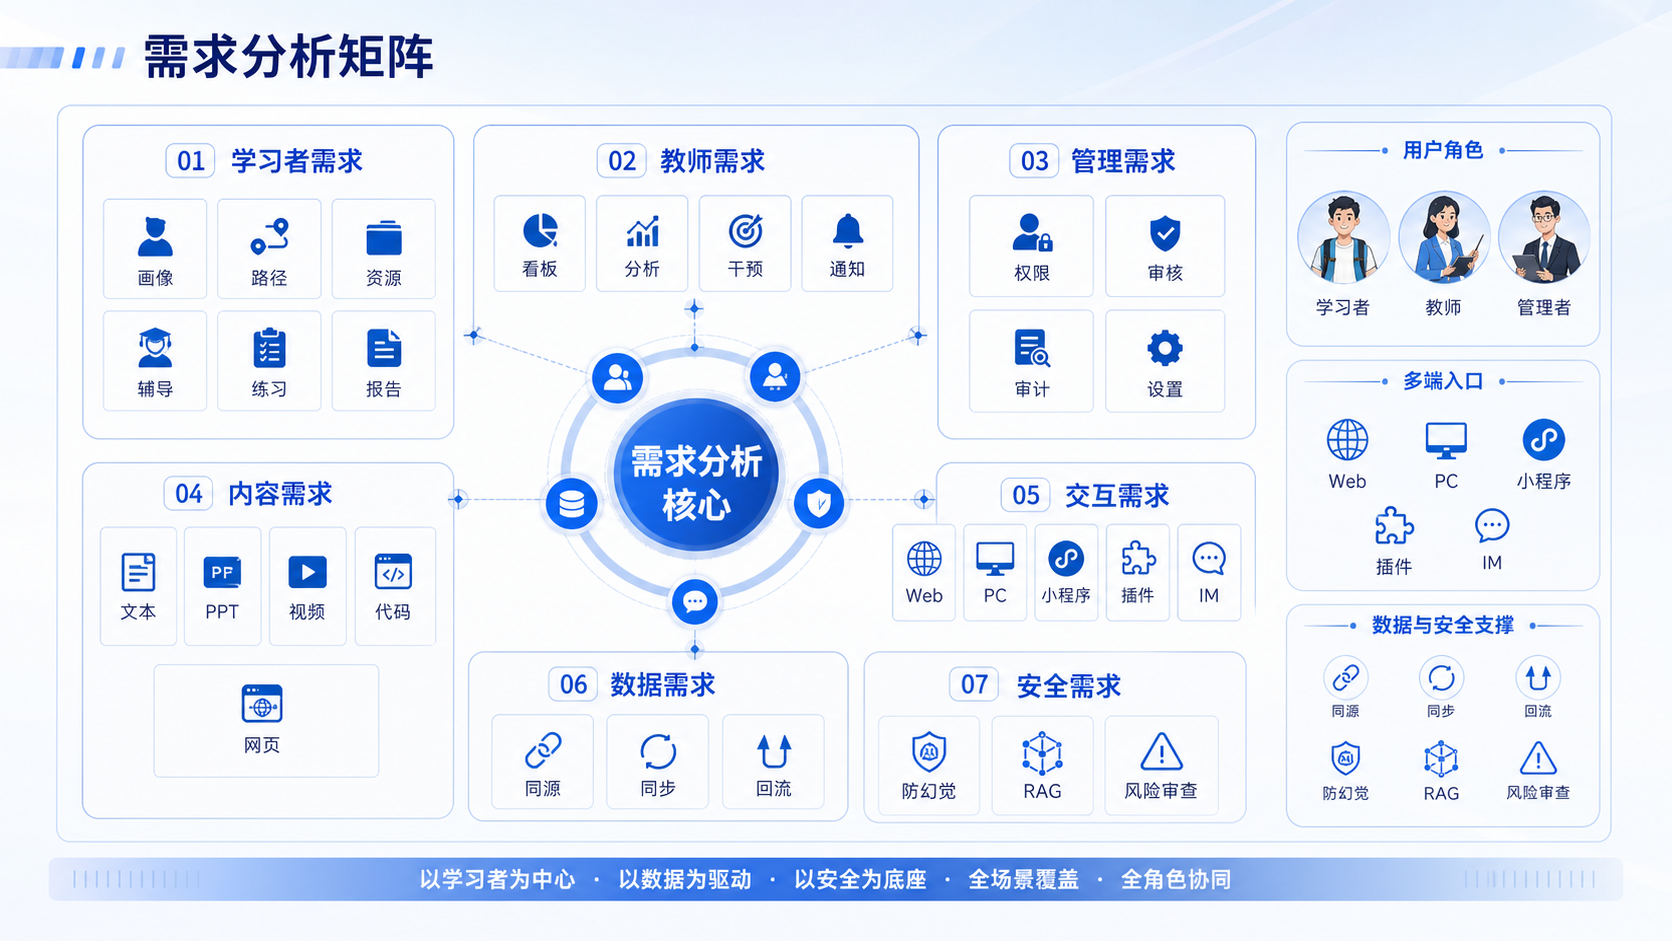 需求分析矩阵
01 学习者需求
画像 路径 资源
辅导 练习 报告
02 教师需求
看板 分析 干预 通知
03 管理需求
权限 审核
审计 设置
需求分析
核心
04 内容需求
PF
文本 PPT 视频 代码
网页
05 交互需求
Web PC 小程序 插件 IM
06 数据需求
同源 同步 回流
07 安全需求
防幻觉 RAG 风险审查
用户角色
学习者 教师 管理者
多端入口
Web PC 小程序
插件 IM
数据与安全支撑
同源 同步 回流
防幻觉 RAG 风险审查
以学习者为中心 · 以数据为驱动 · 以安全为底座 · 全场景覆盖 · 全角色协同